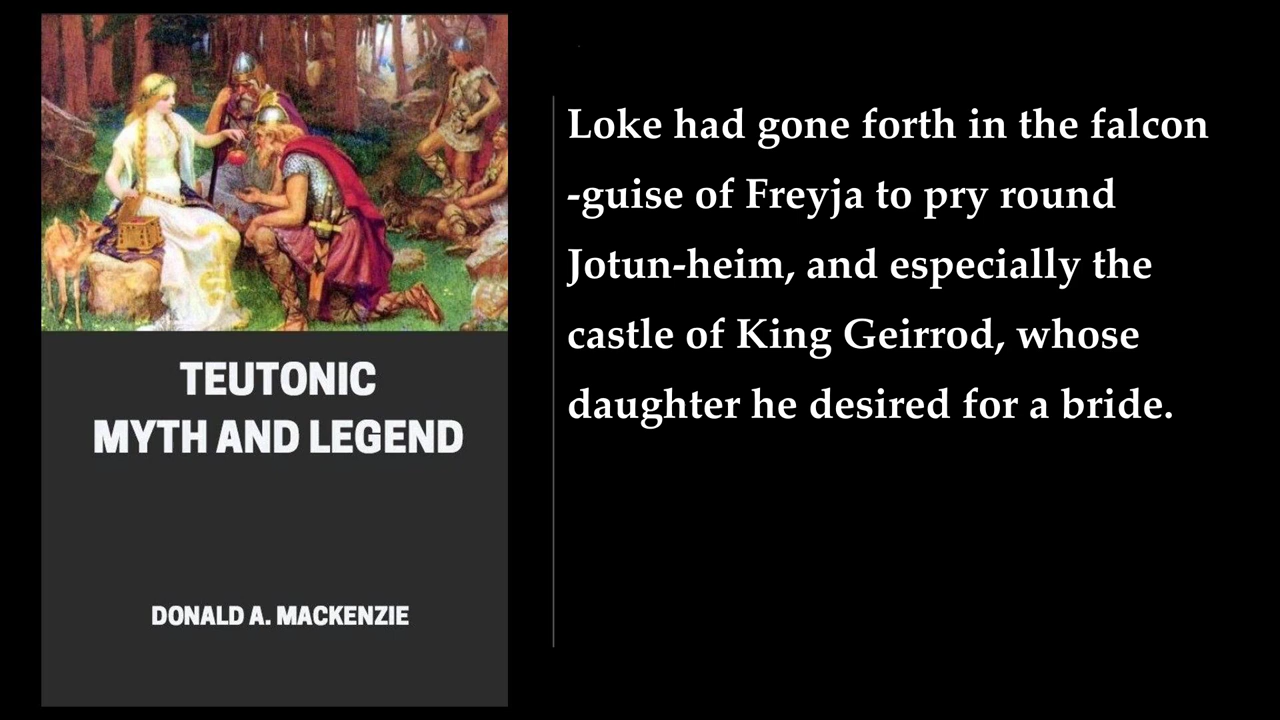 TEUTONIC
MYTH AND LEGEND
DONALD A. MACKENZIE
Loke had gone forth in the falcon
-guise of Freyja to pry round
Jotun-heim, and especially the
castle of King Geirrod, whose
daughter he desired for a bride.